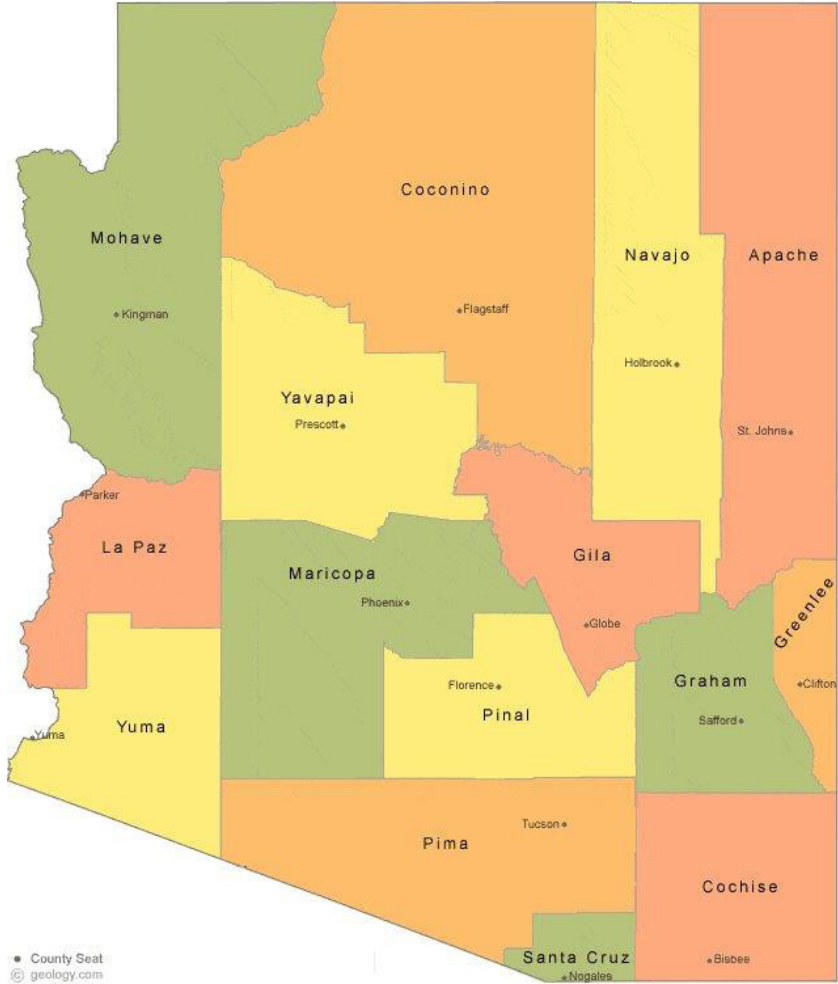 Coconino
Mohave
Navajo
Apache
Kingman
Flagstaff
Holbrook
Yavapai
Prescott
St. Johns
Parker
La Paz
Gila
Maricopa
Phoenix
Globe
Greenlee
Graham
Clifton
Florence
Pinal
Safford
Yuma
Yuma
Tucson
Pima
Cochise
Santa Cruz
Nogales
Bisbee
County Seat
© geology.com